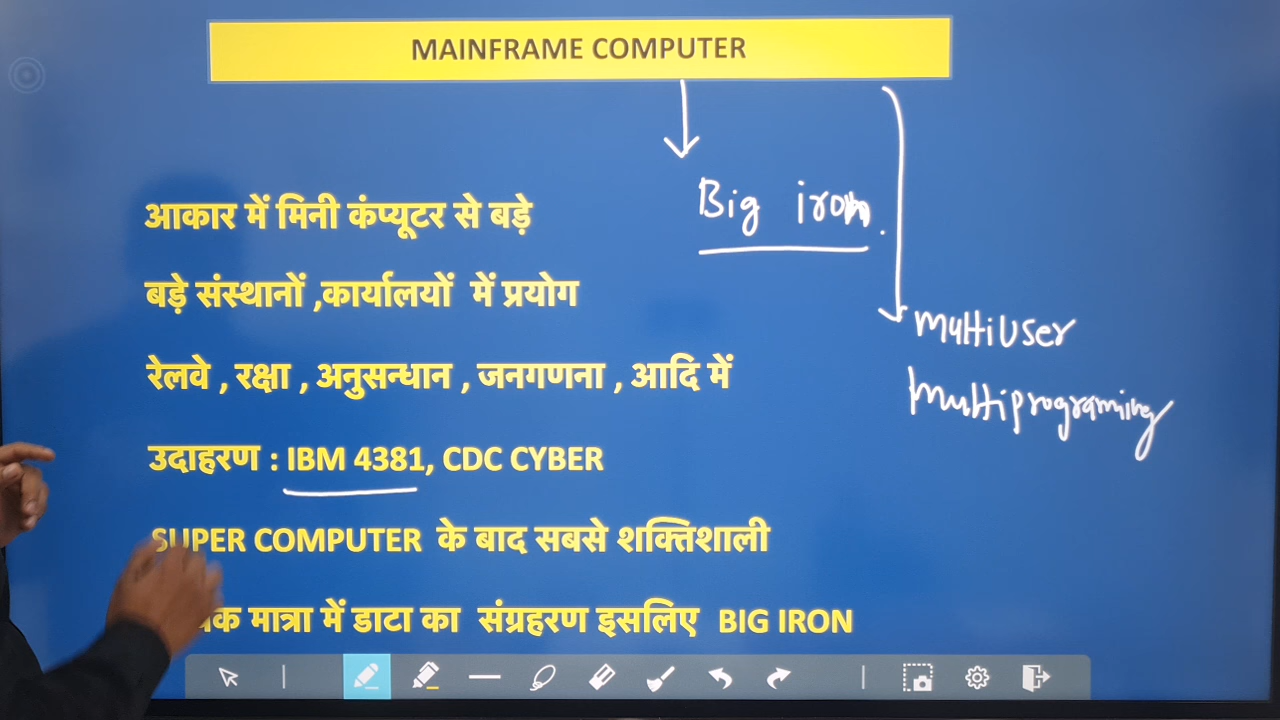 MAINFRAME COMPUTER
Big iron.
आकार में मिनी कंप्यूटर से बड़े
बड़े संस्थानों ,कार्यालयों में प्रयोग
multiUser
रेलवे , रक्षा , अनुसन्धान , जनगणना , आदि में
multiprograming
उदाहरण : IBM 4381, CDC CYBER
SUPER COMPUTER के बाद सबसे शक्तिशाली
मात्रा में डाटा का संग्रहरण इसलिए BIG IRON